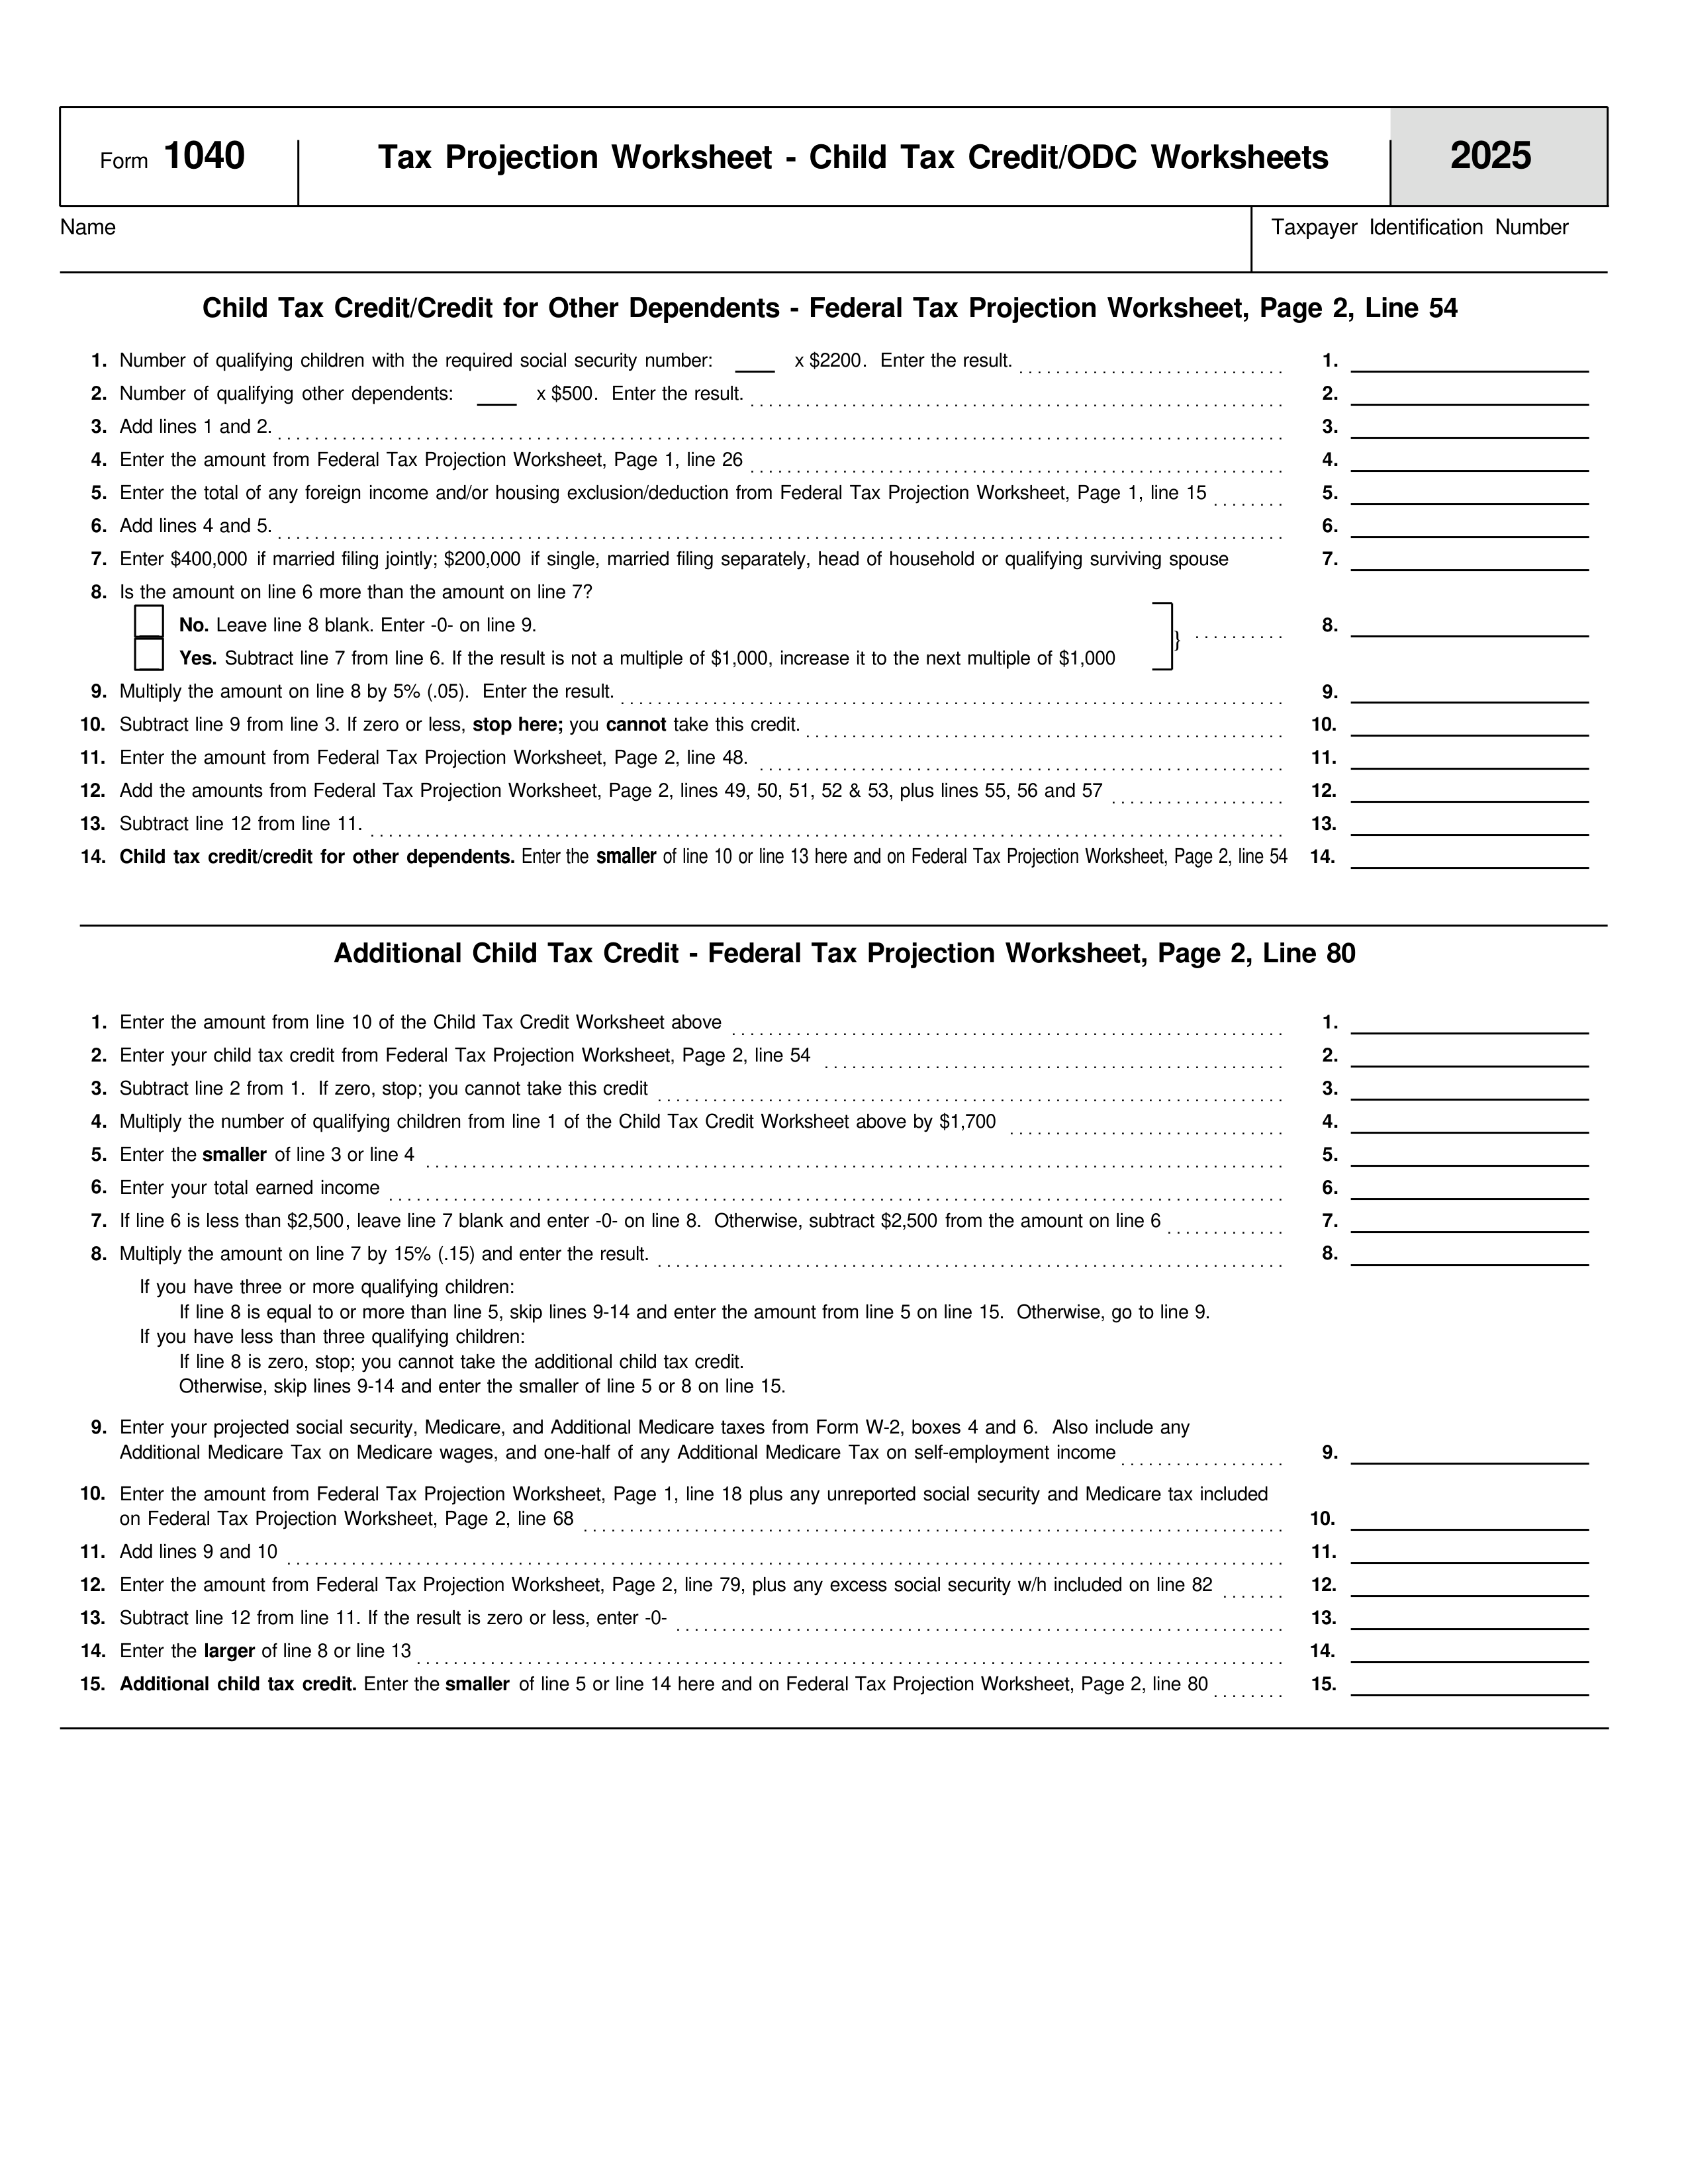 Form 1040
Tax Projection Worksheet - Child Tax Credit/ODC Worksheets
2025
Name
Taxpayer Identification Number
Child Tax Credit/Credit for Other Dependents - Federal Tax Projection Worksheet, Page 2, Line 54
1. Number of qualifying children with the required social security number: ___ x $2200. Enter the result. 1.
2. Number of qualifying other dependents: ___ x $500. Enter the result. 2.
3. Add lines 1 and 2. 3.
4. Enter the amount from Federal Tax Projection Worksheet, Page 1, line 26 4.
5. Enter the total of any foreign income and/or housing exclusion/deduction from Federal Tax Projection Worksheet, Page 1, line 15 5.
6. Add lines 4 and 5. 6.
7. Enter $400,000 if married filing jointly; $200,000 if single, married filing separately, head of household or qualifying surviving spouse 7.
8. Is the amount on line 6 more than the amount on line 7?
No. Leave line 8 blank. Enter -0- on line 9.
} 8.
Yes. Subtract line 7 from line 6. If the result is not a multiple of $1,000, increase it to the next multiple of $1,000
9. Multiply the amount on line 8 by 5% (.05). Enter the result. 9.
10. Subtract line 9 from line 3. If zero or less, stop here; you cannot take this credit. 10.
11. Enter the amount from Federal Tax Projection Worksheet, Page 2, line 48. 11.
12. Add the amounts from Federal Tax Projection Worksheet, Page 2, lines 49, 50, 51, 52 & 53, plus lines 55, 56 and 57 12.
13. Subtract line 12 from line 11. 13.
14. Child tax credit/credit for other dependents. Enter the smaller of line 10 or line 13 here and on Federal Tax Projection Worksheet, Page 2, line 54 14.
Additional Child Tax Credit - Federal Tax Projection Worksheet, Page 2, Line 80
1. Enter the amount from line 10 of the Child Tax Credit Worksheet above 1.
2. Enter your child tax credit from Federal Tax Projection Worksheet, Page 2, line 54 2.
3. Subtract line 2 from 1. If zero, stop; you cannot take this credit 3.
4. Multiply the number of qualifying children from line 1 of the Child Tax Credit Worksheet above by $1,700 4.
5. Enter the smaller of line 3 or line 4 5.
6. Enter your total earned income 6.
7. If line 6 is less than $2,500, leave line 7 blank and enter -0- on line 8. Otherwise, subtract $2,500 from the amount on line 6 7.
8. Multiply the amount on line 7 by 15% (.15) and enter the result. 8.
If you have three or more qualifying children:
If line 8 is equal to or more than line 5, skip lines 9-14 and enter the amount from line 5 on line 15. Otherwise, go to line 9.
If you have less than three qualifying children:
If line 8 is zero, stop; you cannot take the additional child tax credit.
Otherwise, skip lines 9-14 and enter the smaller of line 5 or 8 on line 15.
9. Enter your projected social security, Medicare, and Additional Medicare taxes from Form W-2, boxes 4 and 6. Also include any
Additional Medicare Tax on Medicare wages, and one-half of any Additional Medicare Tax on self-employment income 9.
10. Enter the amount from Federal Tax Projection Worksheet, Page 1, line 18 plus any unreported social security and Medicare tax included
on Federal Tax Projection Worksheet, Page 2, line 68 10.
11. Add lines 9 and 10 11.
12. Enter the amount from Federal Tax Projection Worksheet, Page 2, line 79, plus any excess social security w/h included on line 82 12.
13. Subtract line 12 from line 11. If the result is zero or less, enter -0- 13.
14. Enter the larger of line 8 or line 13 14.
15. Additional child tax credit. Enter the smaller of line 5 or line 14 here and on Federal Tax Projection Worksheet, Page 2, line 80 15.